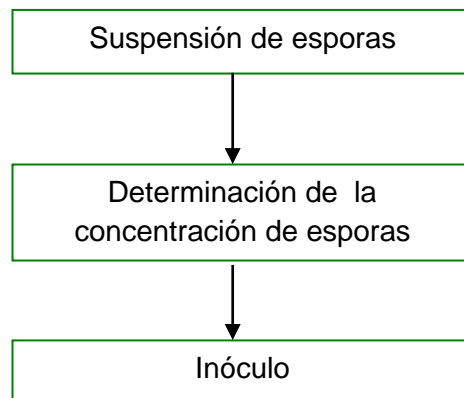 Suspensión de esporas
Determinación de la
concentración de esporas
Inóculo